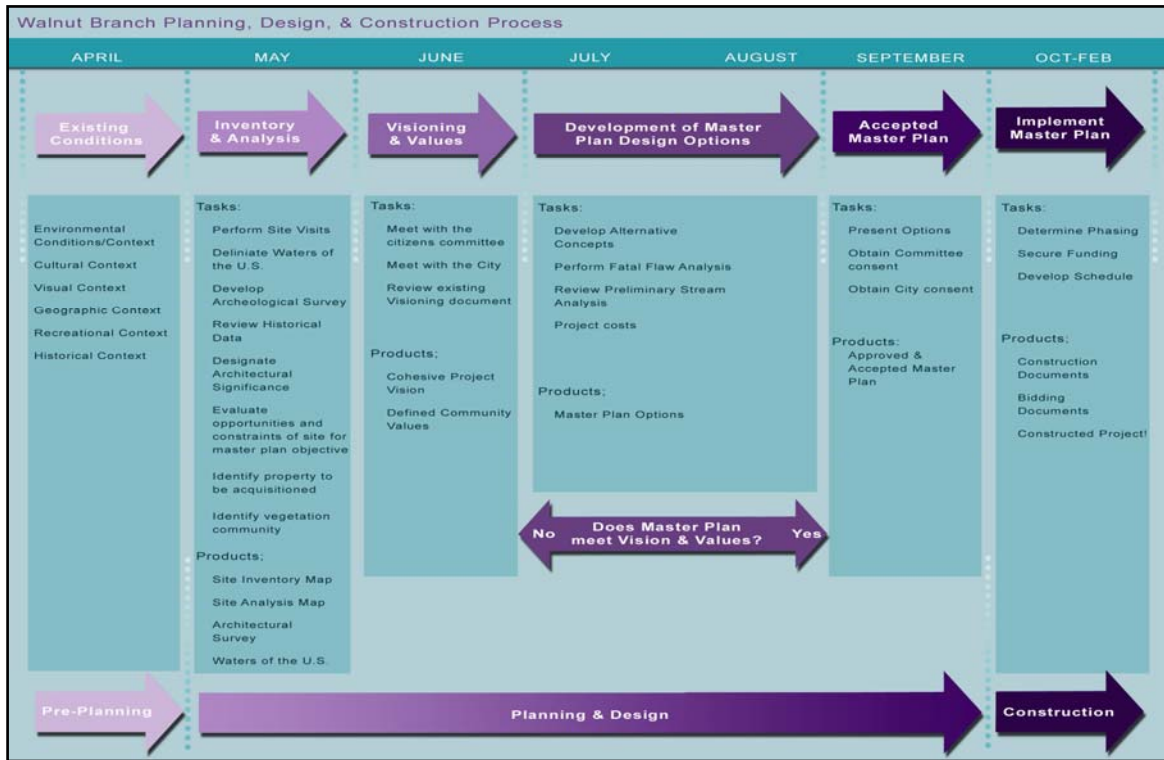 Walnut Branch Planning, Design, & Construction Process
APRIL
MAY
JUNE
JULY
AUGUST
SEPTEMBER
OCT-FEB
Existing
Conditions
Inventory
& Analysis
Visioning
& Values
Development of Master
Plan Design Options
Accepted
Master Plan
Implement
Master Plan
Environmental
Conditions/Context
Cultural Context
Visual Context
Geographic Context
Recreational Context
Historical Context
Tasks:
Perform Site Visits
Deliniate Waters of
the U.S.
Develop
Archeological Survey
Review Historical
Data
Designate
Architectural
Significance
Evaluate
opportunities and
constraints of site for
master plan objective
Identify property to
be acquisitioned
Identify vegetation
community
Products;
Site Inventory Map
Site Analysis Map
Architectural
Survey
Waters of the U.S.
Tasks:
Meet with the
citizens committee
Meet with the City
Review existing
Visioning document
Products;
Cohesive Project
Vision
Defined Community
Values
Tasks:
Develop Alternative
Concepts
Perform Fatal Flaw Analysis
Review Preliminary Stream
Analysis
Project costs
Products;
Master Plan Options
No
Does Master Plan
meet Vision & Values?
Yes
Tasks:
Present Options
Obtain Committee
consent
Obtain City consent
Products:
Approved &
Accepted Master
Plan
Tasks:
Determine Phasing
Secure Funding
Develop Schedule
Products;
Construction
Documents
Bidding
Documents
Constructed Project!
Pre-Planning
Planning & Design
Construction